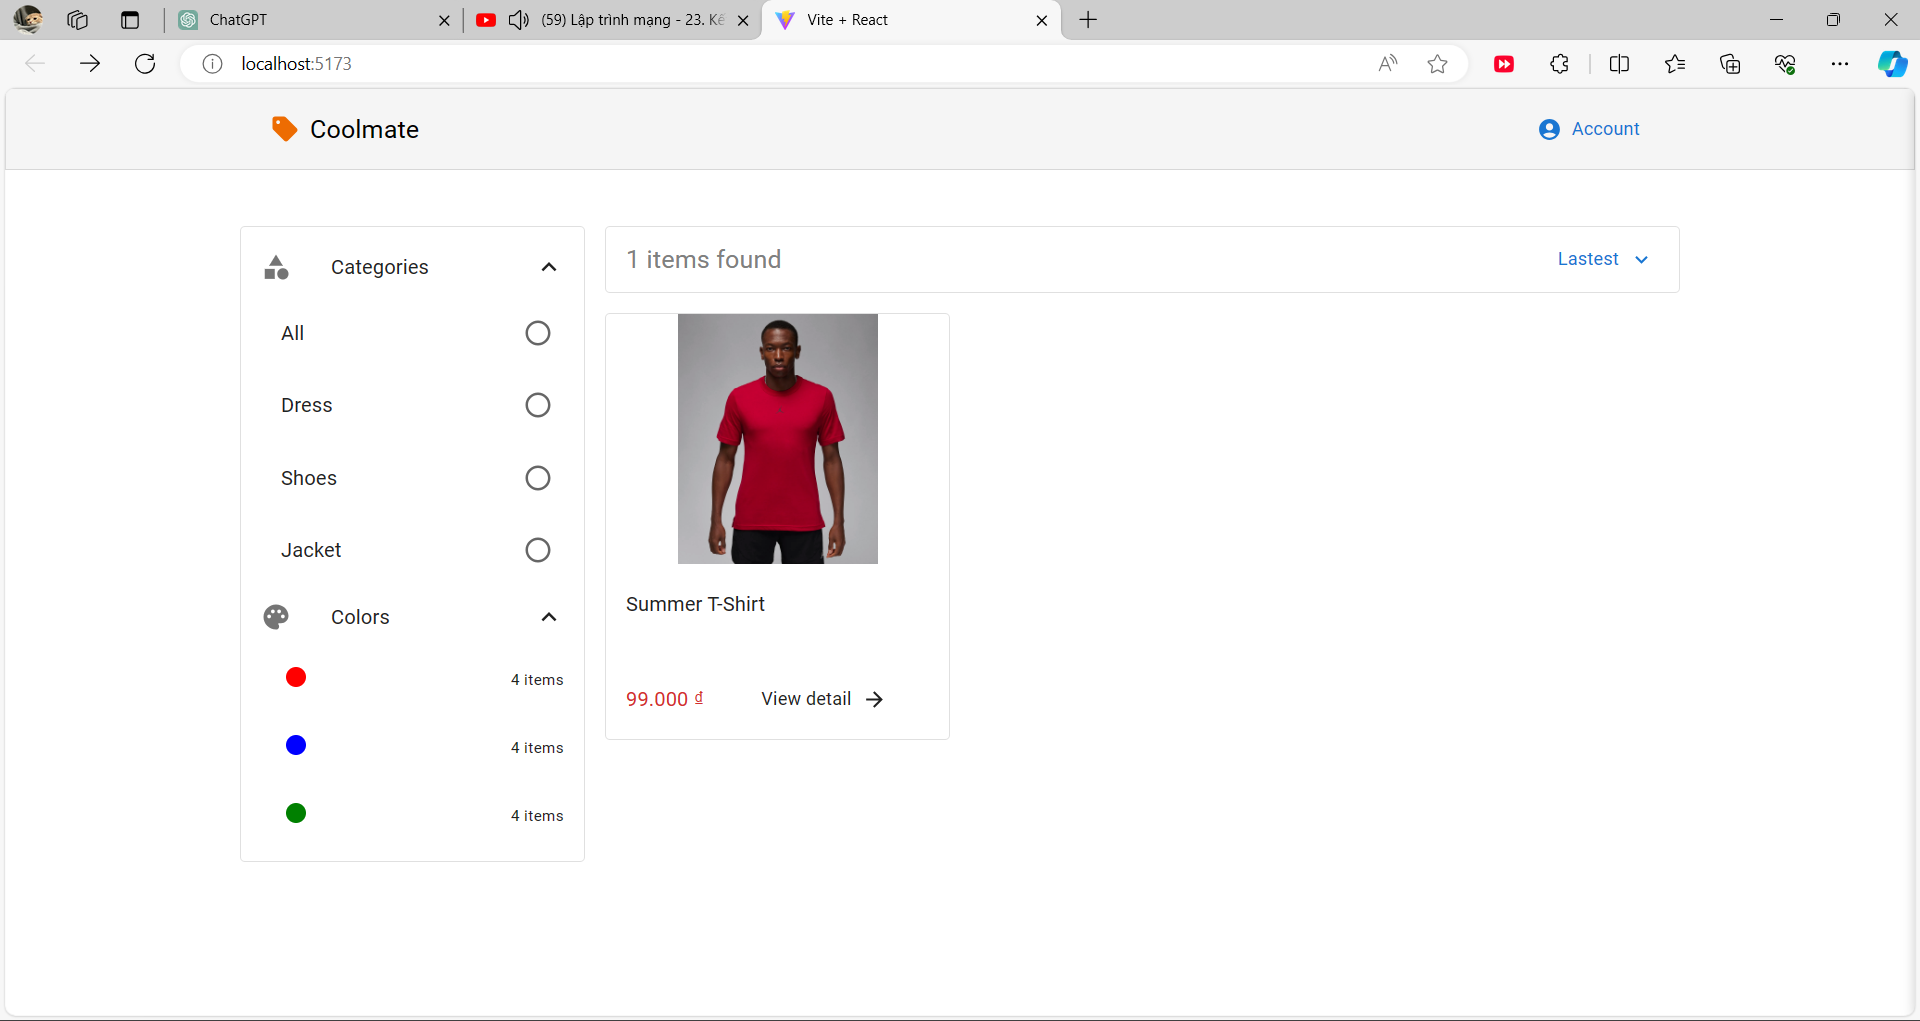 ChatGPT
(59) Lập trình mạng - 23. Kế
Vite + React
localhost:5173
Coolmate
Account
Categories
All
Dress
Shoes
Jacket
Colors
4 items
4 items
4 items
1 items found
Lastest
Summer T-Shirt
99.000 ₫
View detail